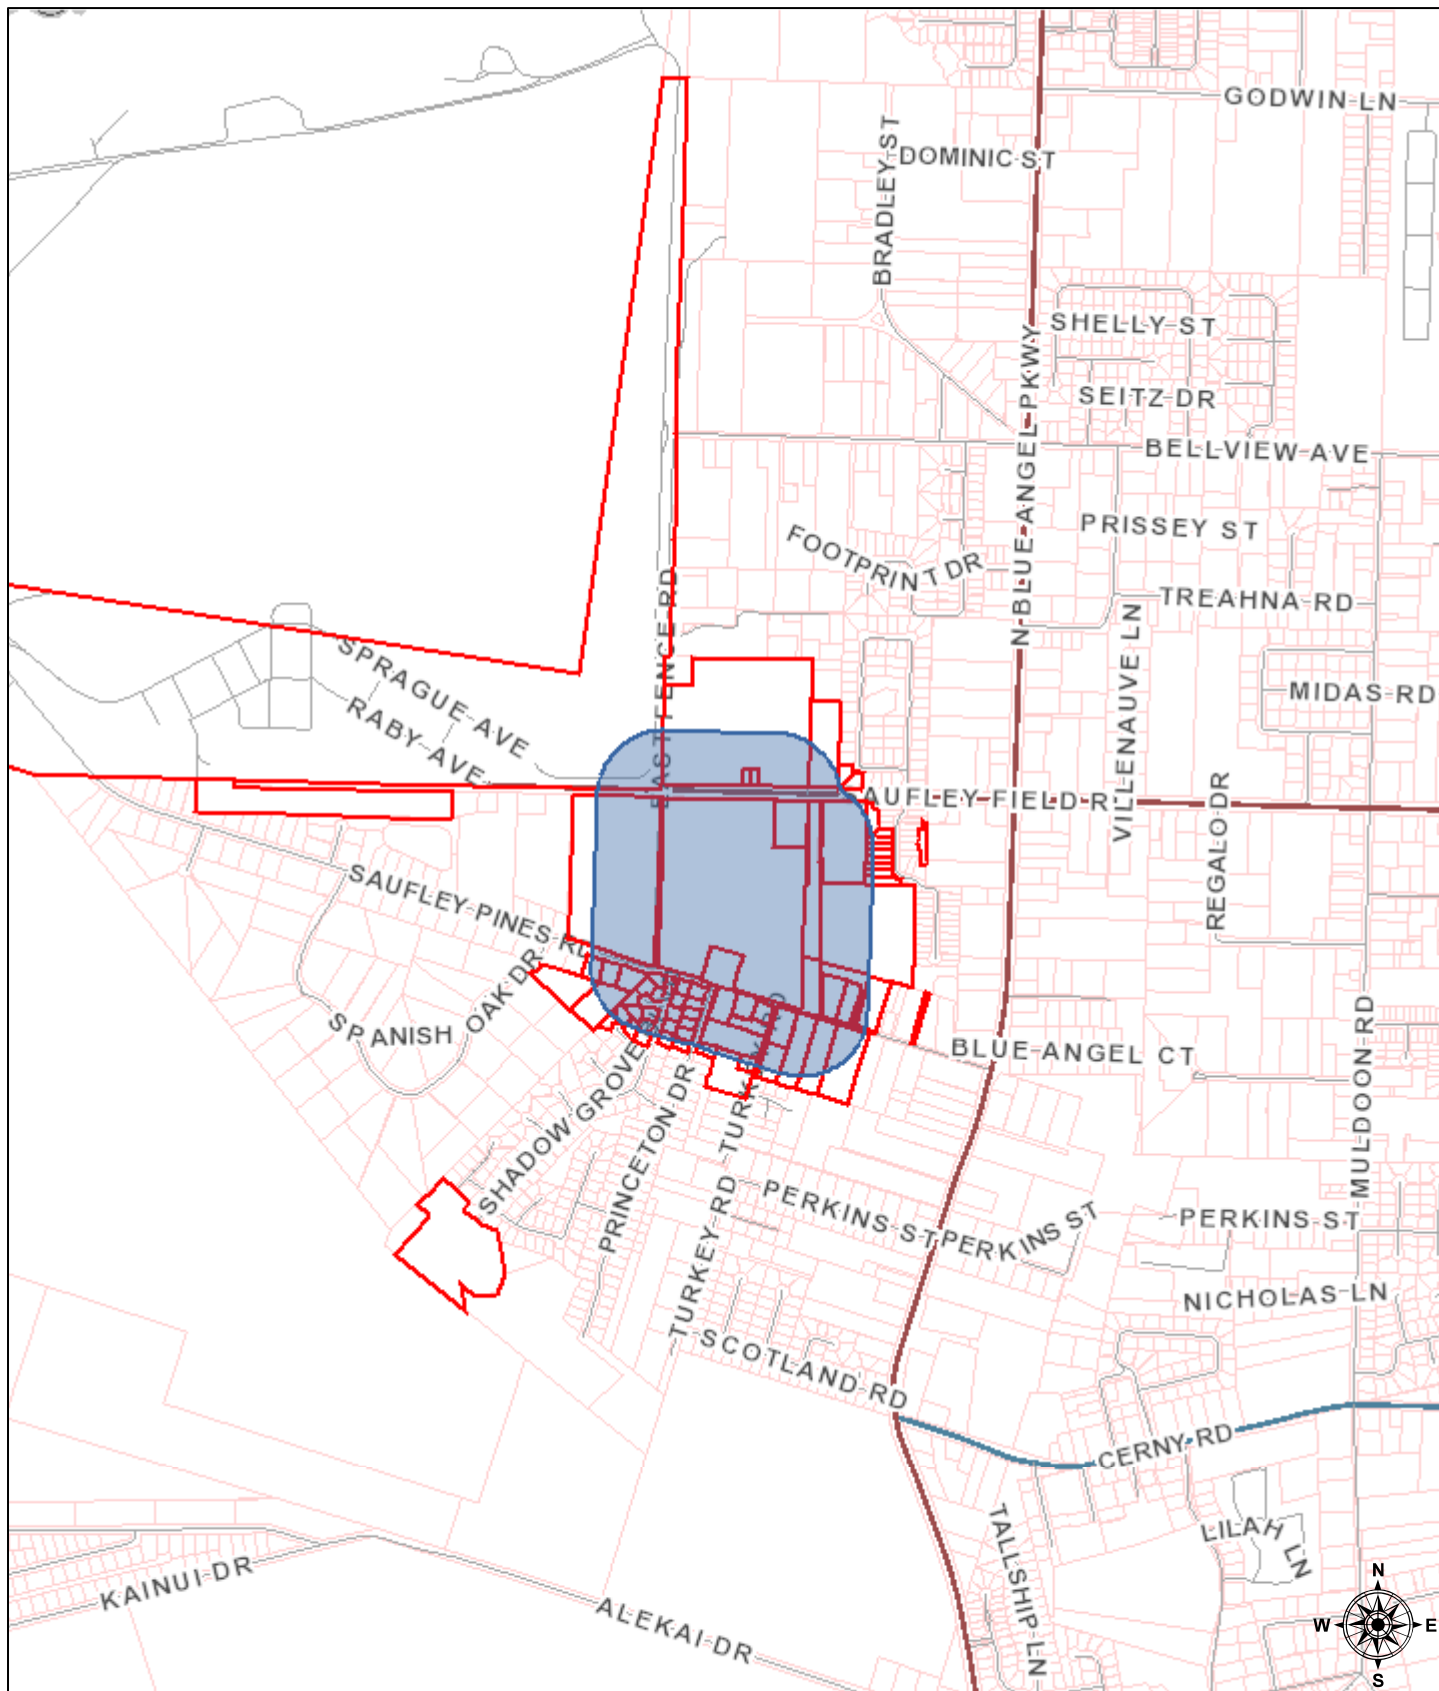 GODWIN LN
BRADLEY ST
DOMINIC ST
SHELLY ST
N BLUE ANGEL PKWY
SEITZ DR
BELLVIEW AVE
PRISSEY ST
FOOTPRINT DR
TREAHNA RD
EAST FENCE RD
VILLENAUVE LN
SPRAGUE AVE
RABY AVE
MIDAS RD
AUFLEY FIELD R
REGALO DR
SAUFLEY PINES RD
SPANISH OAK DR
BLUE ANGEL CT
MULDOON RD
SHADOW GROVE
PRINCETON DR
TURKEY RD
TURKEY RD
PERKINS ST
PERKINS ST
PERKINS ST
NICHOLAS LN
SCOTLAND RD
CERNY RD
TALLSHIP LN
LILAH LN
KAINUI DR
ALEKAI DR
N
W E
S